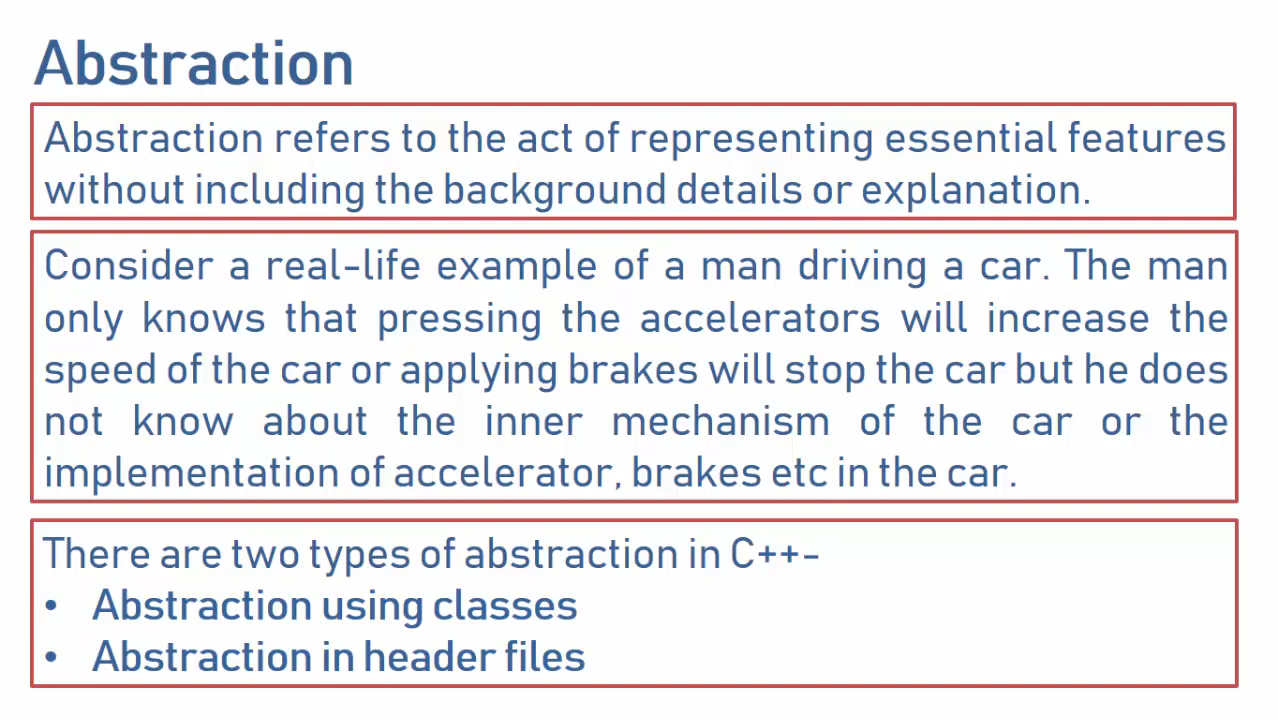 Abstraction
Abstraction refers to the act of representing essential features
without including the background details or explanation.
Consider a real-life example of a man driving a car. The man
only knows that pressing the accelerators will increase the
speed of the car or applying brakes will stop the car but he does
not know about the inner mechanism of the car or the
implementation of accelerator, brakes etc in the car.
There are two types of abstraction in C++-
• Abstraction using classes
• Abstraction in header files